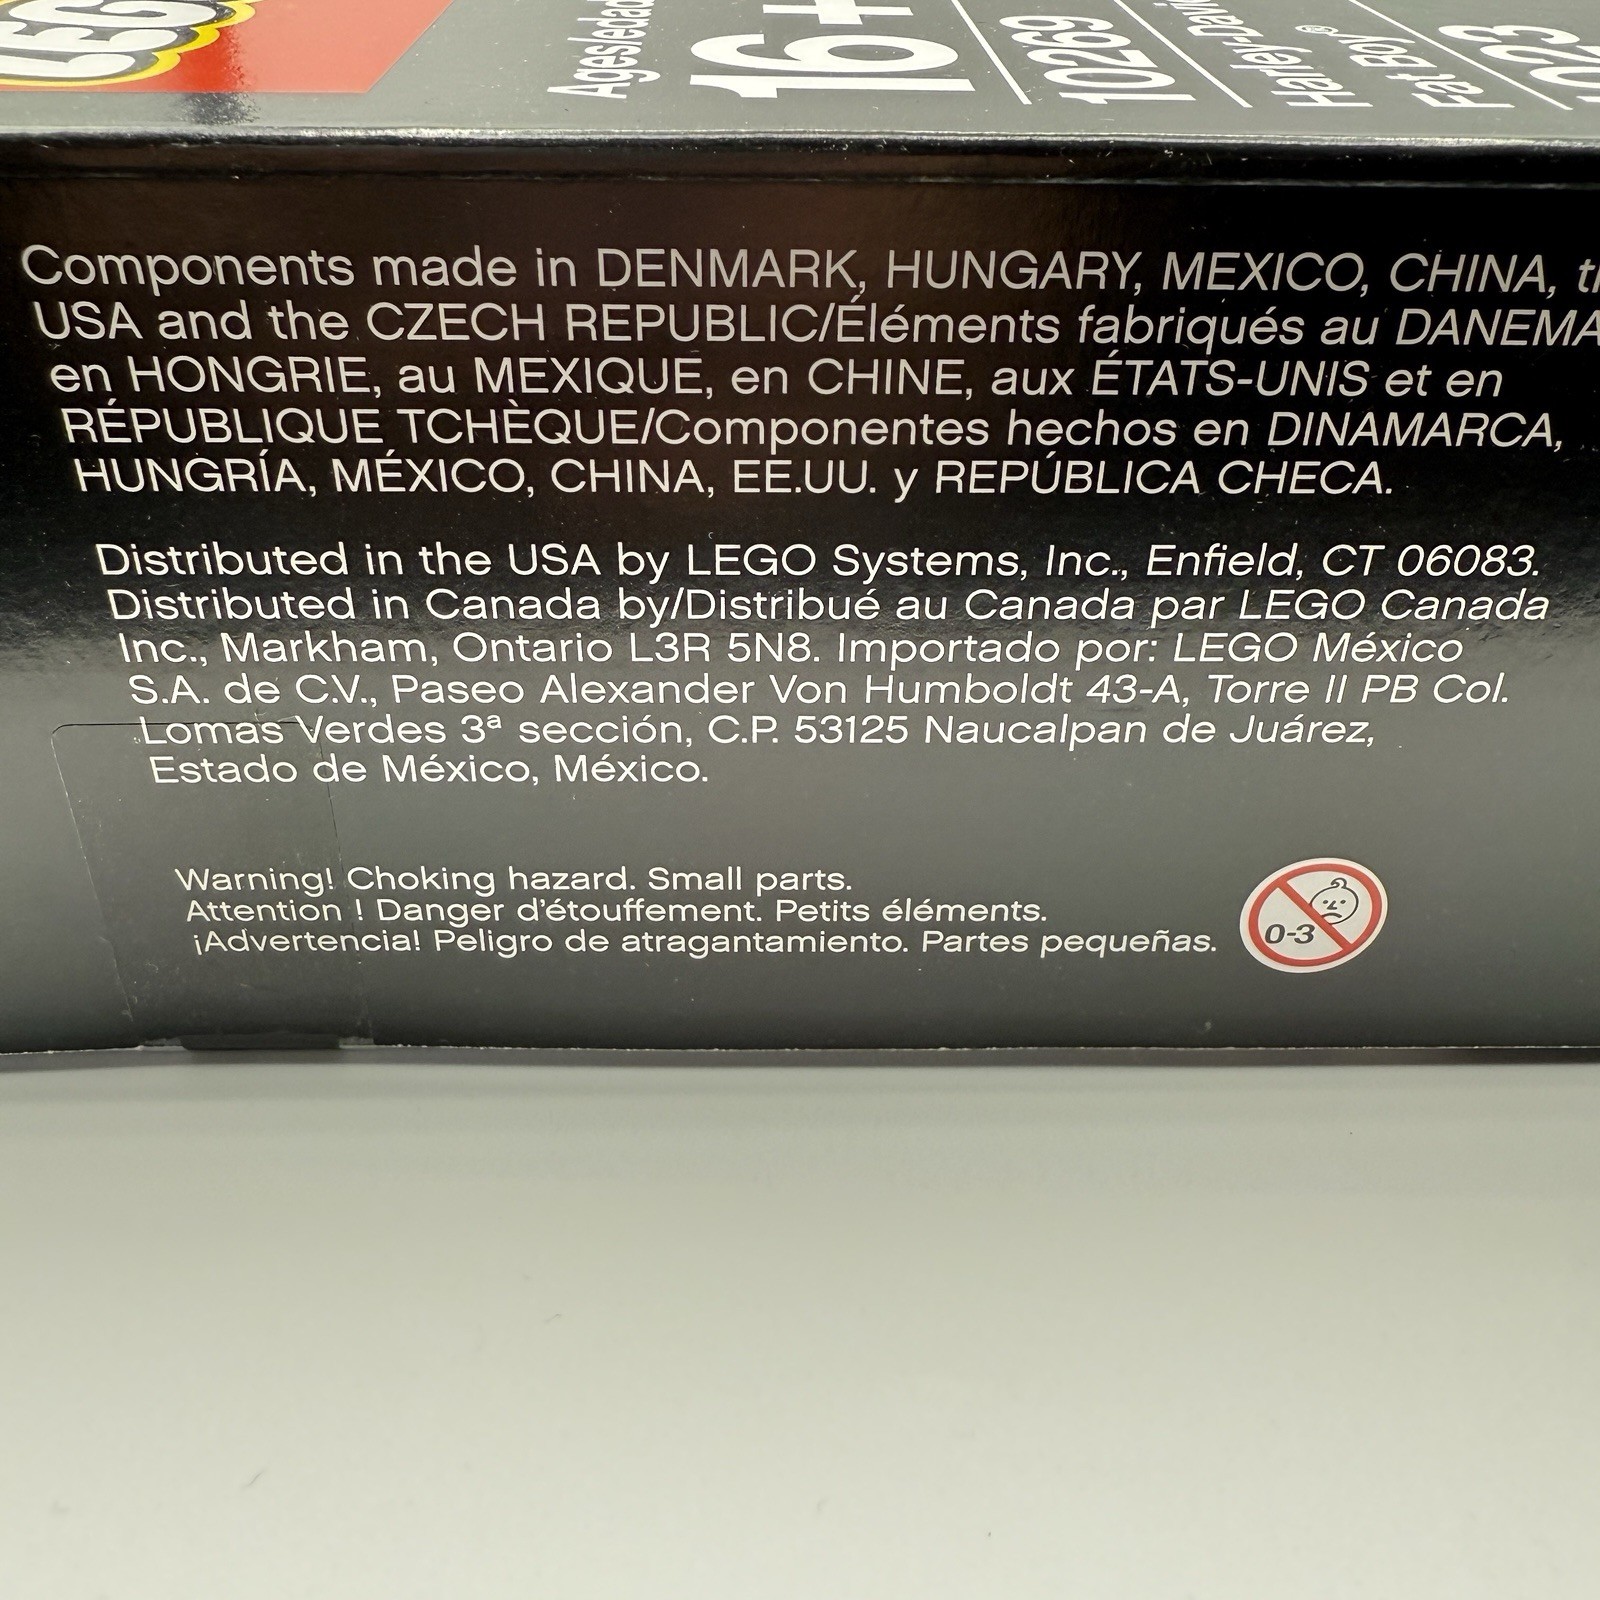 LEGO
Ages/edades
16+
10269
Harley-Davidson
Fat Boy®
1023
Components made in DENMARK, HUNGARY, MEXICO, CHINA,
USA and the CZECH REPUBLIC/Éléments fabriqués au DANEMA
en HONGRIE, au MEXIQUE, en CHINE, aux ÉTATS-UNIS et en
RÉPUBLIQUE TCHÈQUE/Componentes hechos en DINAMARCA,
HUNGRÍA, MÉXICO, CHINA, EE.UU. y REPÚBLICA CHECA.
Distributed in the USA by LEGO Systems, Inc., Enfield, CT 06083.
Distributed in Canada by/Distribué au Canada par LEGO Canada
Inc., Markham, Ontario L3R 5N8. Importado por: LEGO México
S.A. de C.V., Paseo Alexander Von Humboldt 43-A, Torre II PB Col.
Lomas Verdes 3ª sección, C.P. 53125 Naucalpan de Juárez,
Estado de México, México.
Warning! Choking hazard. Small parts.
Attention ! Danger d'étouffement. Petits éléments.
¡Advertencia! Peligro de atragantamiento. Partes pequeñas.
0-3